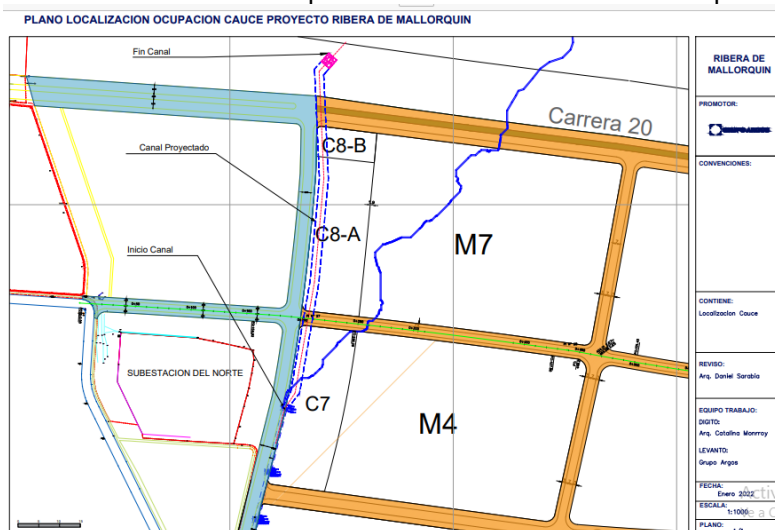 PLANO LOCALIZACION OCUPACION CAUCE PROYECTO RIBERA DE MALLORQUIN
Fin Canal
Carrera 20
C8-B
Canal Proyectado
C8-A
M7
Inicio Canal
SUBESTACION DEL NORTE
C7
M4
RIBERA DE
MALLORQUIN
PROMOTOR:
GRUPO ARGOS
CONVENCIONES:
CONTIENE:
Localizacion Cauce
REVISO:
Arq. Daniel Sarabia
EQUIPO TRABAJO:
DIGITO:
Arq. Catalina Monrroy
LEVANTO:
Grupo Argos
FECHA:
Enero 2022
ESCALA:
1:1000
PLANO: